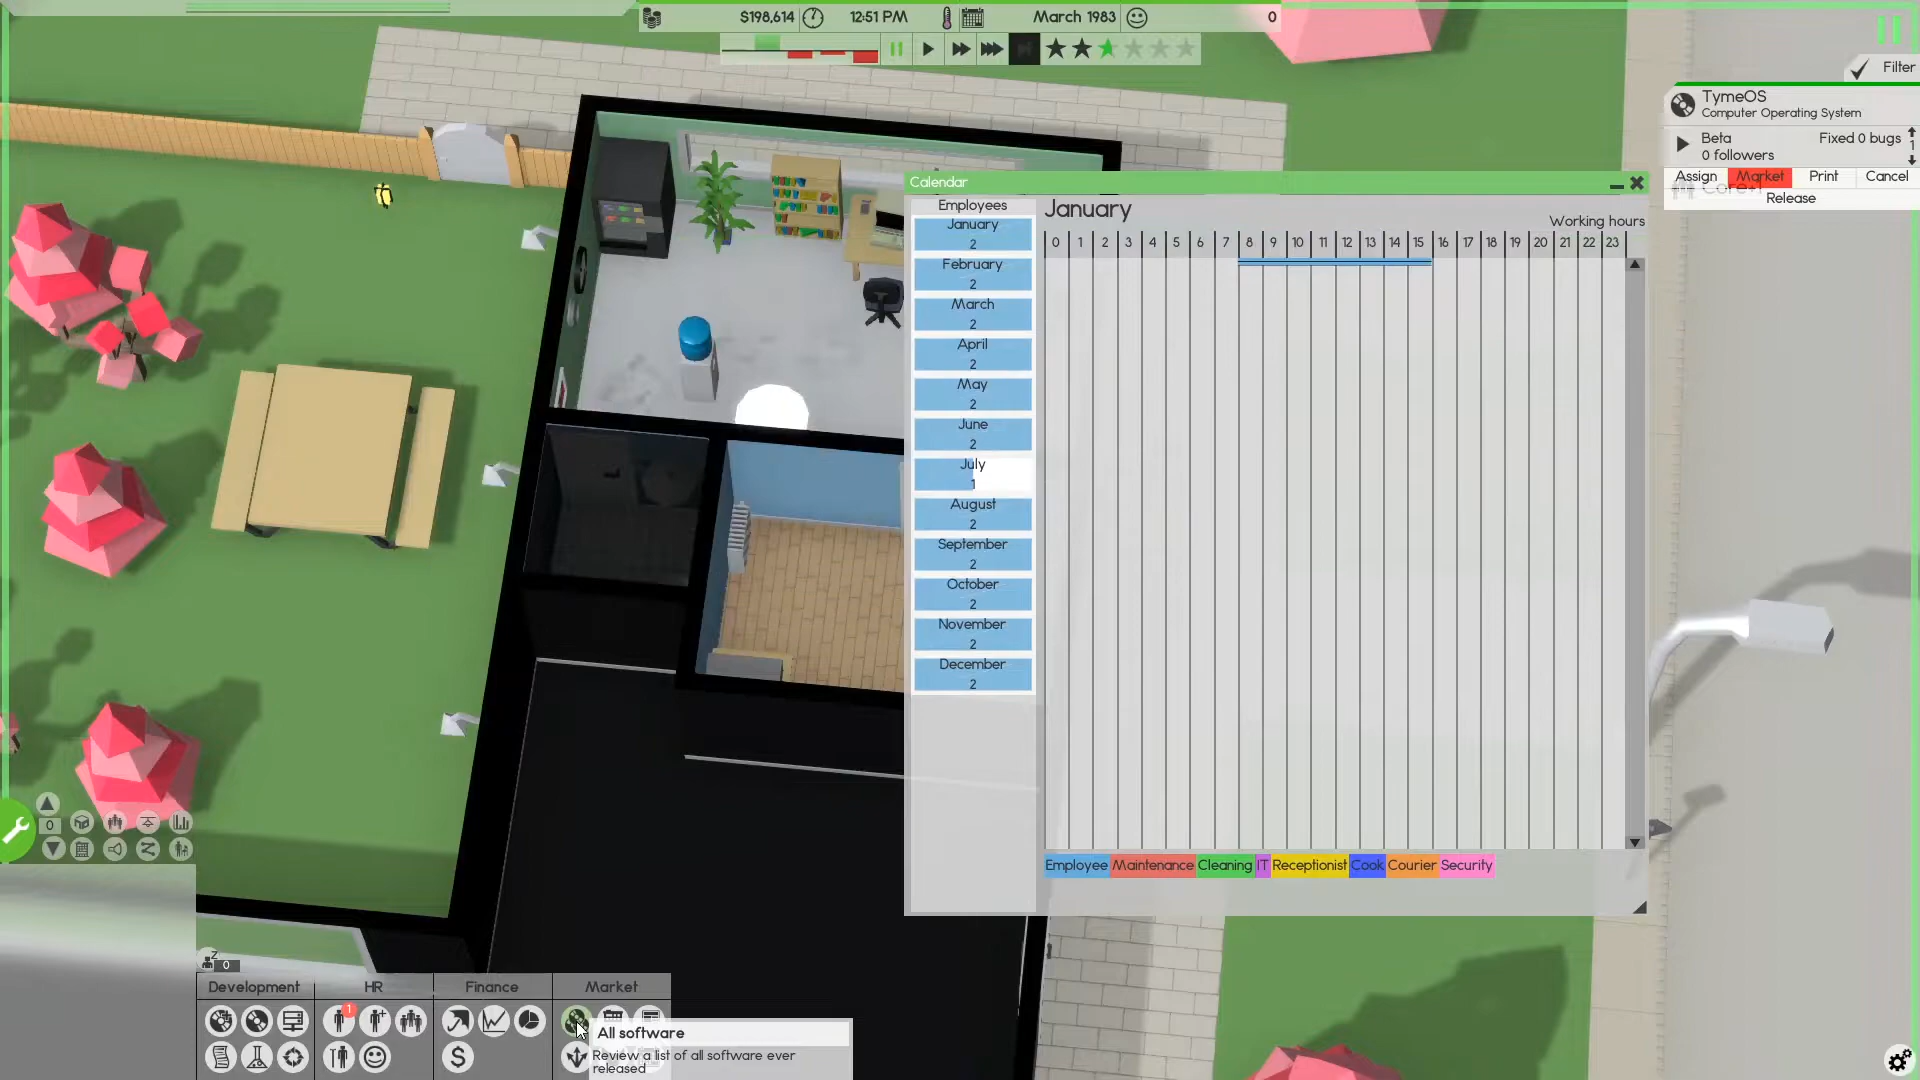 $198,614
12:51 PM
March 1983
0
Filter
TymeOS
Computer Operating System
Beta
Fixed 0 bugs
1
0 followers
Assign Market Print Cancel
Release
Calendar
Employees
January
2
February
2
March
2
April
2
May
2
June
2
July
1
August
2
September
2
October
2
November
2
December
2
January
Working hours
0 1 2 3 4 5 6 7 8 9 10 11 12 13 14 15 16 17 18 19 20 21 22 23
Employee Maintenance Cleaning IT Receptionist Cook Courier Security
0
Z
0
Development HR Finance Market
1
All software
Review a list of all software ever
released